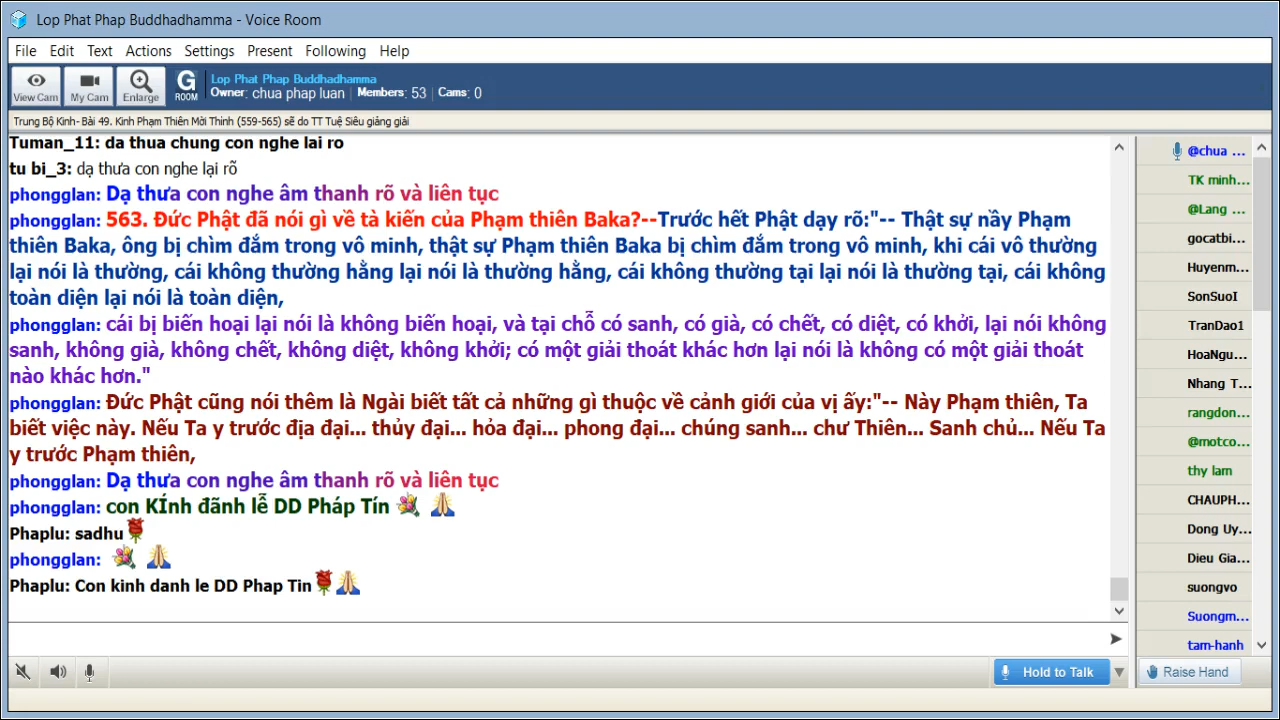 Lop Phat Phap Buddhadhamma - Voice Room
File Edit Text Actions Settings Present Following Help
View Cam My Cam Enlarge G ROOM
Lop Phat Phap Buddhadhamma
Owner: chua phap luan | Members: 53 | Cams: 0
Trung Bộ Kinh- Bài 49. Kinh Phạm Thiên Mời Thỉnh (559-565) sẽ do TT Tuệ Siêu giảng giải
Tuman_11: da thua chung con nghe lai ro
tu bi_3: dạ thưa con nghe lại rõ
phongglan: Dạ thưa con nghe âm thanh rõ và liên tục
phongglan: 563. Đức Phật đã nói gì về tà kiến của Phạm thiên Baka?--Trước hết Phật dạy rõ:"-- Thật sự nầy Phạm
thiên Baka, ông bị chìm đắm trong vô minh, thật sự Phạm thiên Baka bị chìm đắm trong vô minh, khi cái vô thường
lại nói là thường, cái không thường hằng lại nói là thường hằng, cái không thường tại lại nói là thường tại, cái không
toàn diện lại nói là toàn diện,
phongglan: cái bị biến hoại lại nói là không biến hoại, và tại chỗ có sanh, có già, có chết, có diệt, có khởi, lại nói không
sanh, không già, không chết, không diệt, không khởi; có một giải thoát khác hơn lại nói là không có một giải thoát
nào khác hơn."
phongglan: Đức Phật cũng nói thêm là Ngài biết tất cả những gì thuộc về cảnh giới của vị ấy:"-- Này Phạm thiên, Ta
biết việc này. Nếu Ta y trước địa đại... thủy đại... hỏa đại... phong đại... chúng sanh... chư Thiên... Sanh chủ... Nếu Ta
y trước Phạm thiên,
phongglan: Dạ thưa con nghe âm thanh rõ và liên tục
phongglan: con KÍnh đãnh lễ DD Pháp Tín
Phaplu: sadhu
phongglan:
Phaplu: Con kinh danh le DD Phap Tin
@chua ...
TK minh...
@Lang ...
gocatbi...
Huyenm...
SonSuoI
TranDao1
HoaNgu...
Nhang T...
rangdon...
@motco...
thy lam
CHAUPH...
Dong Uy...
Dieu Gia...
suongvo
Suongm...
tam-hanh
Hold to Talk
Raise Hand